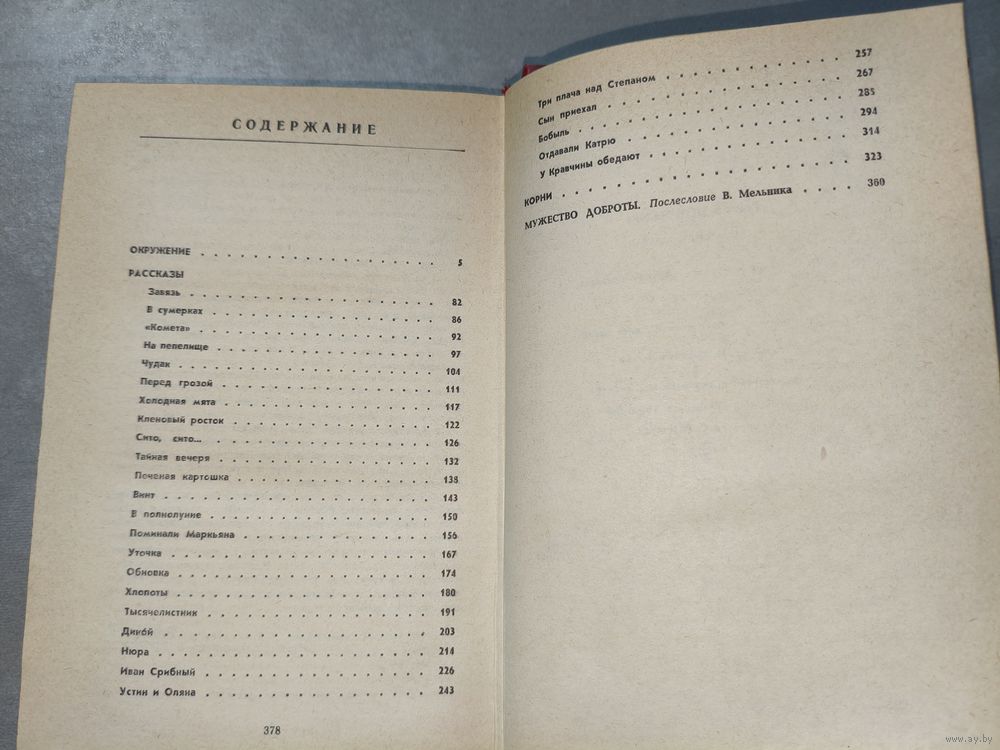 СОДЕРЖАНИЕ
ОКРУЖЕНИЕ . . . . . . . . . . . . . . . . . 5
РАССКАЗЫ
Завязь . . . . . . . . . . . . . . . . . 82
В сумерках . . . . . . . . . . . . . . . . 86
«Комета» . . . . . . . . . . . . . . . . 92
На пепелище . . . . . . . . . . . . . . . 97
Чудак . . . . . . . . . . . . . . . . . 104
Перед грозой . . . . . . . . . . . . . . . 111
Холодная мята . . . . . . . . . . . . . . 117
Кленовый росток . . . . . . . . . . . . . . 122
Сито, сито... . . . . . . . . . . . . . . . 126
Тайная вечеря . . . . . . . . . . . . . . 132
Печеная картошка . . . . . . . . . . . . . 138
Винт . . . . . . . . . . . . . . . . . 143
В полнолуние . . . . . . . . . . . . . . . 150
Поминали Маркьяна . . . . . . . . . . . . . 156
Уточка . . . . . . . . . . . . . . . . . 167
Обновка . . . . . . . . . . . . . . . . 174
Хлопоты . . . . . . . . . . . . . . . . 180
Тысячелистник . . . . . . . . . . . . . . 191
Дикой . . . . . . . . . . . . . . . . . 203
Нюра . . . . . . . . . . . . . . . . . 214
Иван Срибный . . . . . . . . . . . . . . . 226
Устин и Оляна . . . . . . . . . . . . . . 243
378
Три плача над Степаном . . . . . . . . . . . 257
Сын приехал . . . . . . . . . . . . . . . 267
Бобыль . . . . . . . . . . . . . . . . . 285
Отдавали Катрю . . . . . . . . . . . . . . 294
У Кравчины обедают . . . . . . . . . . . . . 314
КОРНИ . . . . . . . . . . . . . . . . . 323
МУЖЕСТВО ДОБРОТЫ. Послесловие В. Мельника . . . . 360
www.ay.by